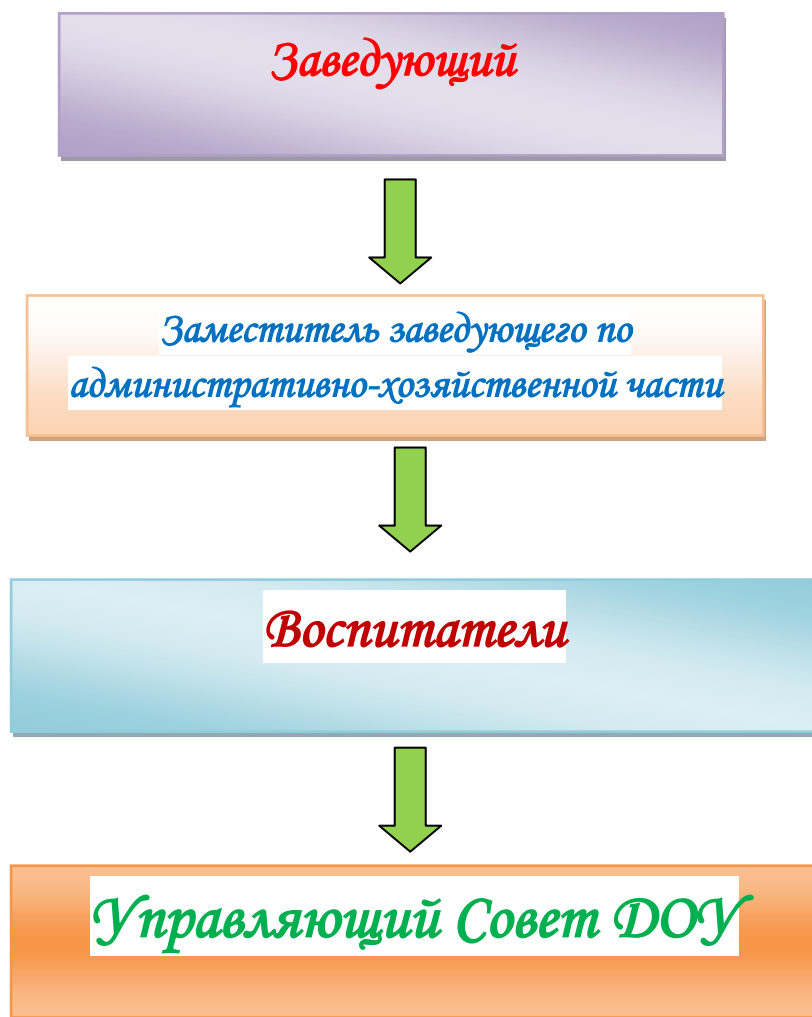 Заведующий
Заместитель заведующего по
административно-хозяйственной части
Воспитатели
Управляющий Совет ДОУ